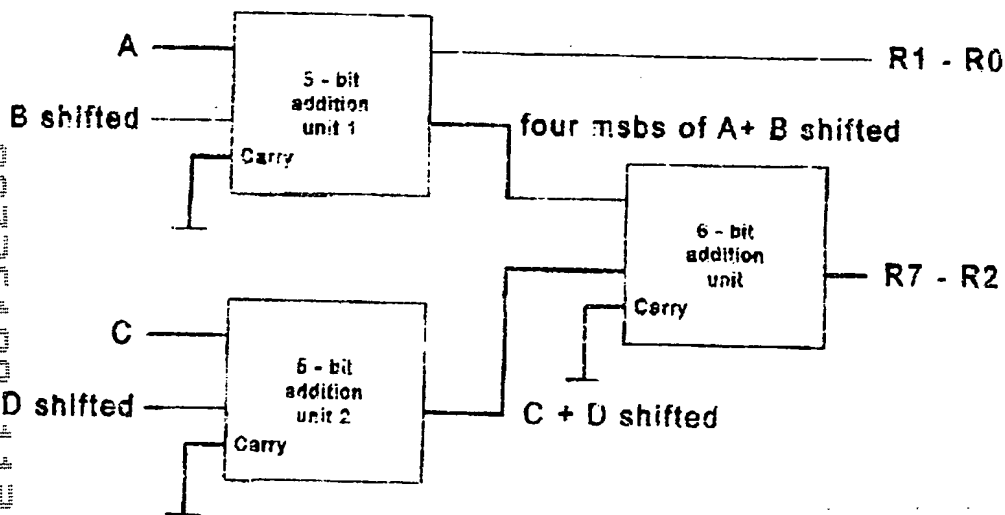 A
B shifted
5 - bit
addition
unit 1
Carry
R1 - R0
four msbs of A+ B shifted
6 - bit
addition
unit
Carry
R7 - R2
C
D shifted
5 - bit
addition
unit 2
Carry
C + D shifted